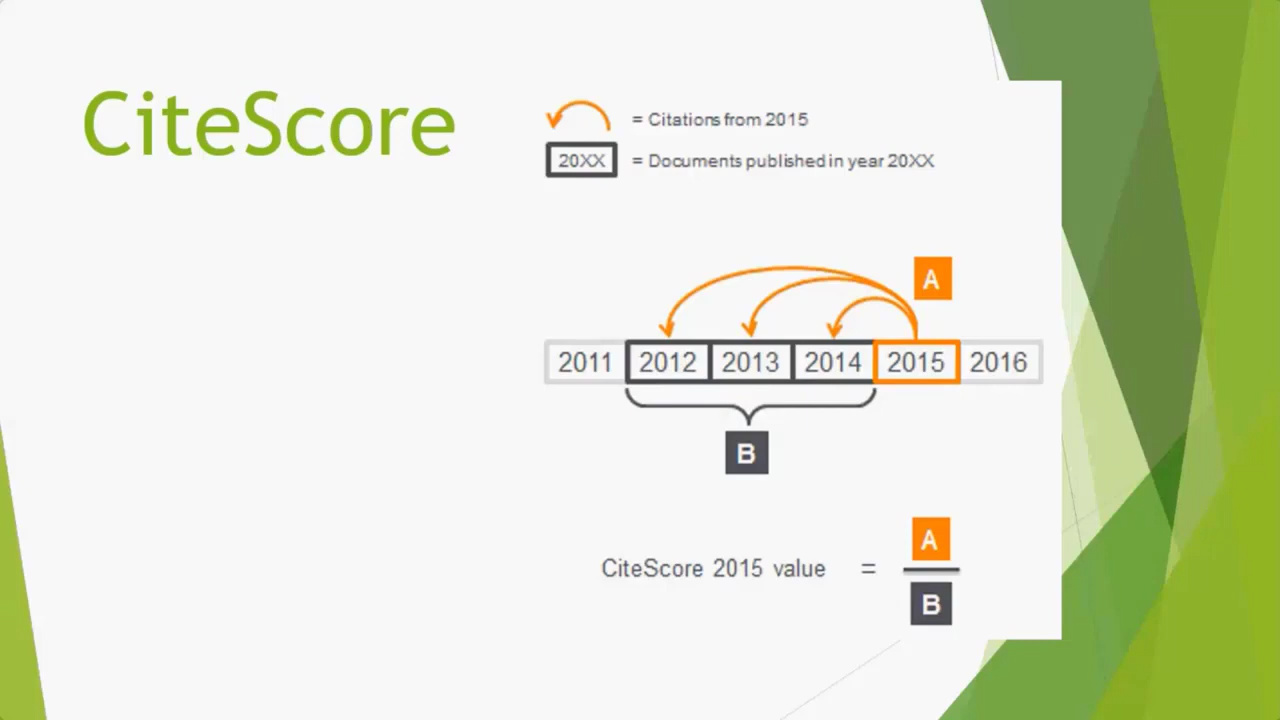 CiteScore
= Citations from 2015
20XX = Documents published in year 20XX
A
2011 2012 2013 2014 2015 2016
B
A
CiteScore 2015 value =
B